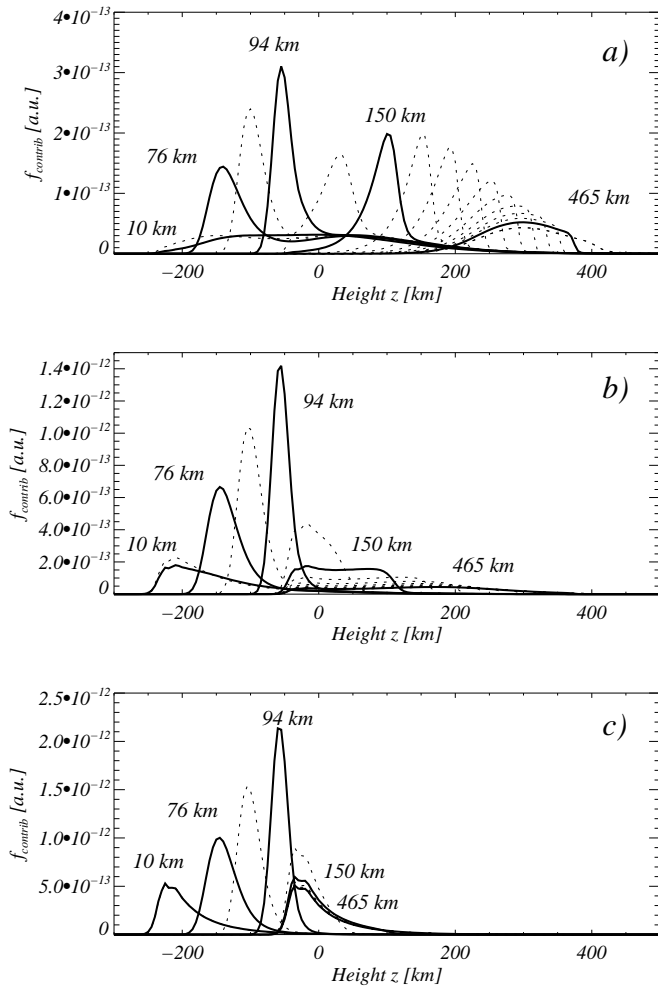 4•10⁻¹³
3•10⁻¹³
2•10⁻¹³
1•10⁻¹³
0
f_contrib [a.u.]
a)
94 km
150 km
76 km
465 km
10 km
−200 0 200 400
Height z [km]
1.4•10⁻¹²
1.2•10⁻¹²
1.0•10⁻¹²
8.0•10⁻¹³
6.0•10⁻¹³
4.0•10⁻¹³
2.0•10⁻¹³
0
f_contrib [a.u.]
b)
94 km
76 km
10 km
150 km
465 km
−200 0 200 400
Height z [km]
2.5•10⁻¹²
2.0•10⁻¹²
1.5•10⁻¹²
1.0•10⁻¹²
5.0•10⁻¹³
0
f_contrib [a.u.]
c)
94 km
76 km
10 km
150 km
465 km
−200 0 200 400
Height z [km]